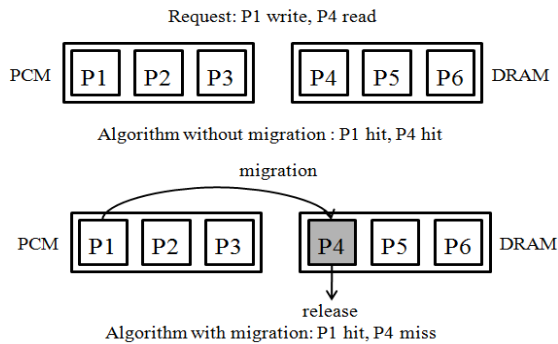 Request: P1 write, P4 read
PCM P1 P2 P3 P4 P5 P6 DRAM
Algorithm without migration : P1 hit, P4 hit
migration
PCM P1 P2 P3 P4 P5 P6 DRAM
release
Algorithm with migration: P1 hit, P4 miss